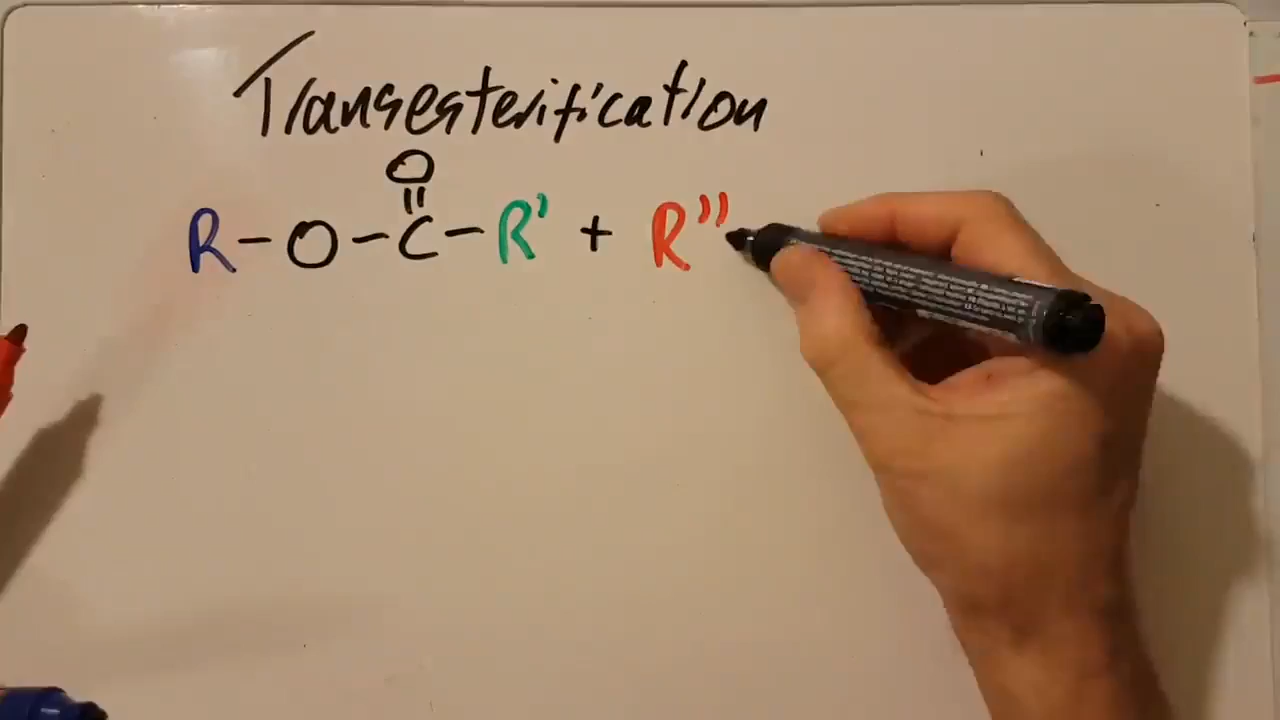 Transesterification
O
||
R-O-C-R' + R''